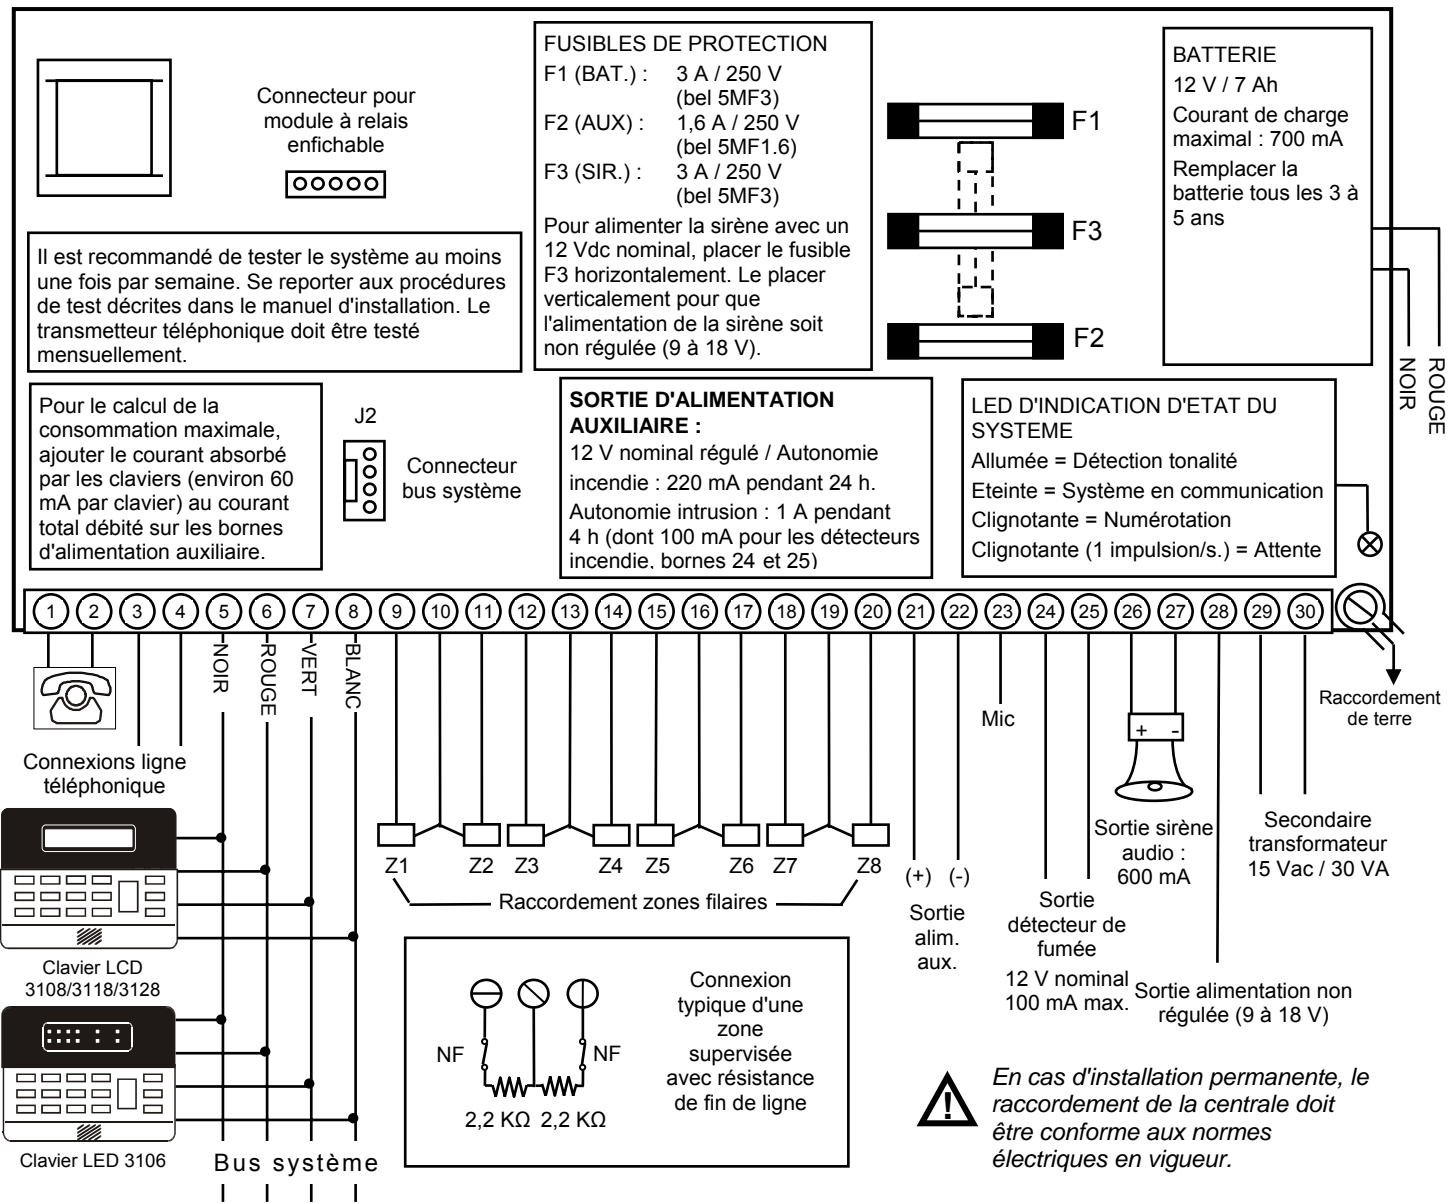 Connecteur pour
module à relais
enfichable
FUSIBLES DE PROTECTION
F1 (BAT.) : 3 A / 250 V
(bel 5MF3)
F2 (AUX) : 1,6 A / 250 V
(bel 5MF1.6)
F3 (SIR.) : 3 A / 250 V
(bel 5MF3)
Pour alimenter la sirène avec un
12 Vdc nominal, placer le fusible
F3 horizontalement. Le placer
verticalement pour que
l'alimentation de la sirène soit
non régulée (9 à 18 V).
F1
F3
F2
BATTERIE
12 V / 7 Ah
Courant de charge
maximal : 700 mA
Remplacer la
batterie tous les 3 à
5 ans
NOIR
ROUGE
Il est recommandé de tester le système au moins
une fois par semaine. Se reporter aux procédures
de test décrites dans le manuel d'installation. Le
transmetteur téléphonique doit être testé
mensuellement.
Pour le calcul de la
consommation maximale,
ajouter le courant absorbé
par les claviers (environ 60
mA par clavier) au courant
total débité sur les bornes
d'alimentation auxiliaire.
J2
Connecteur
bus système
SORTIE D'ALIMENTATION
AUXILIAIRE :
12 V nominal régulé / Autonomie
incendie : 220 mA pendant 24 h.
Autonomie intrusion : 1 A pendant
4 h (dont 100 mA pour les détecteurs
incendie, bornes 24 et 25)
LED D'INDICATION D'ETAT DU
SYSTEME
Allumée = Détection tonalité
Eteinte = Système en communication
Clignotante = Numérotation
Clignotante (1 impulsion/s.) = Attente
1 2 3 4 5 6 7 8 9 10 11 12 13 14 15 16 17 18 19 20 21 22 23 24 25 26 27 28 29 30
NOIR
ROUGE
VERT
BLANC
Connexions ligne
téléphonique
Mic
+ -
Raccordement
de terre
Z1 Z2 Z3 Z4 Z5 Z6 Z7 Z8
Raccordement zones filaires
(+) (-)
Sortie
alim.
aux.
Sortie
détecteur de
fumée
12 V nominal
100 mA max.
Sortie sirène
audio :
600 mA
Secondaire
transformateur
15 Vac / 30 VA
Sortie alimentation non
régulée (9 à 18 V)
Clavier LCD
3108/3118/3128
Clavier LED 3106
Bus système
NF NF
2,2 KΩ 2,2 KΩ
Connexion
typique d'une
zone
supervisée
avec résistance
de fin de ligne
!
En cas d'installation permanente, le
raccordement de la centrale doit
être conforme aux normes
électriques en vigueur.